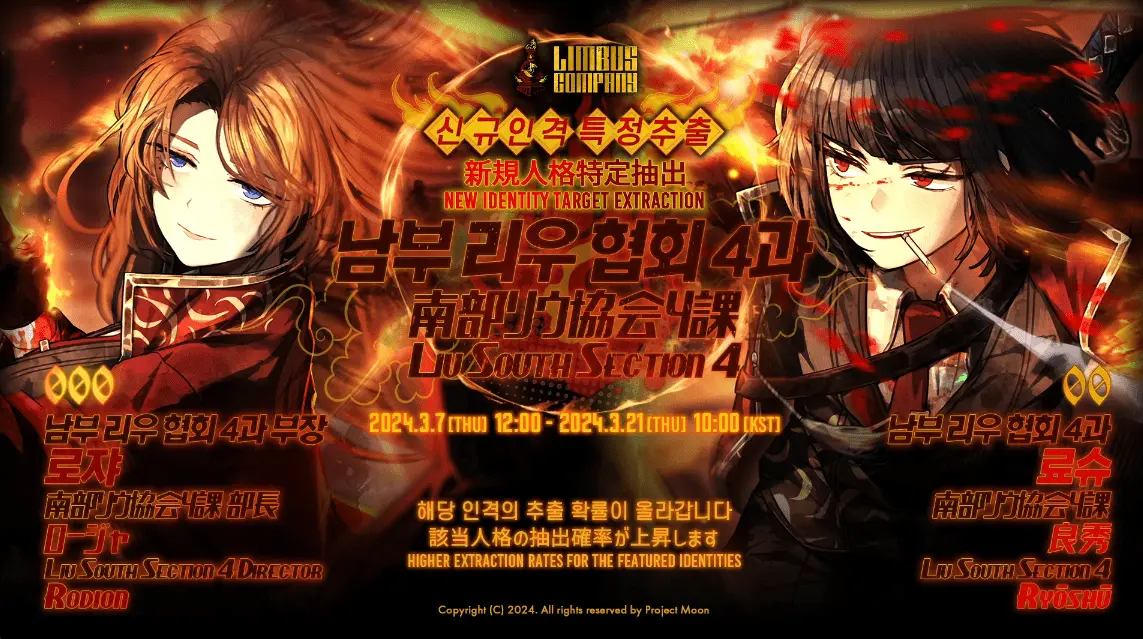 LIMBUS
COMPANY
신규인격 특정추출
新規人格特定抽出
NEW IDENTITY TARGET EXTRACTION
남부 리우 협회 4과
南部リウ協会4課
LIU SOUTH SECTION 4
2024.3.7[THU] 12:00 - 2024.3.21[THU] 10:00[KST]
000
남부 리우 협회 4과 부장
로쟈
南部リウ協会4課 部長
ロージャ
LIU SOUTH SECTION 4 DIRECTOR
RODION
00
남부 리우 협회 4과
료슈
南部リウ協会4課
良秀
LIU SOUTH SECTION 4
RYŌSHŪ
해당 인격의 추출 확률이 올라갑니다
該当人格の抽出確率が上昇します
HIGHER EXTRACTION RATES FOR THE FEATURED IDENTITIES
Copyright (C) 2024. All rights reserved by Project Moon